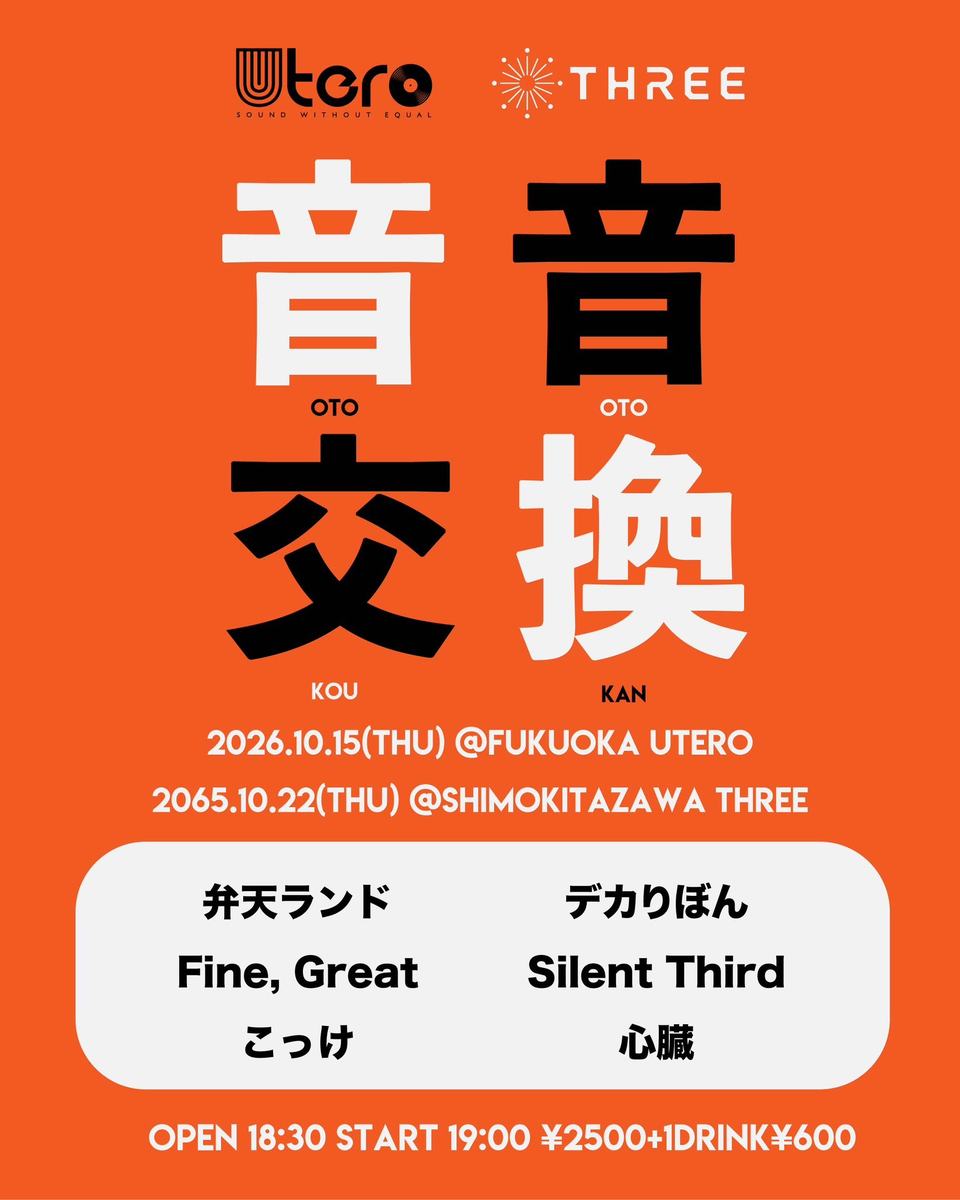 Utero THREE
SOUND WITHOUT EQUAL
音 音
OTO OTO
交 換
KOU KAN
2026.10.15(THU) @FUKUOKA UTERO
2065.10.22(THU) @SHIMOKITAZAWA THREE
弁天ランド デカりぼん
Fine, Great Silent Third
こっけ 心臓
OPEN 18:30 START 19:00 ¥2500+1DRINK¥600